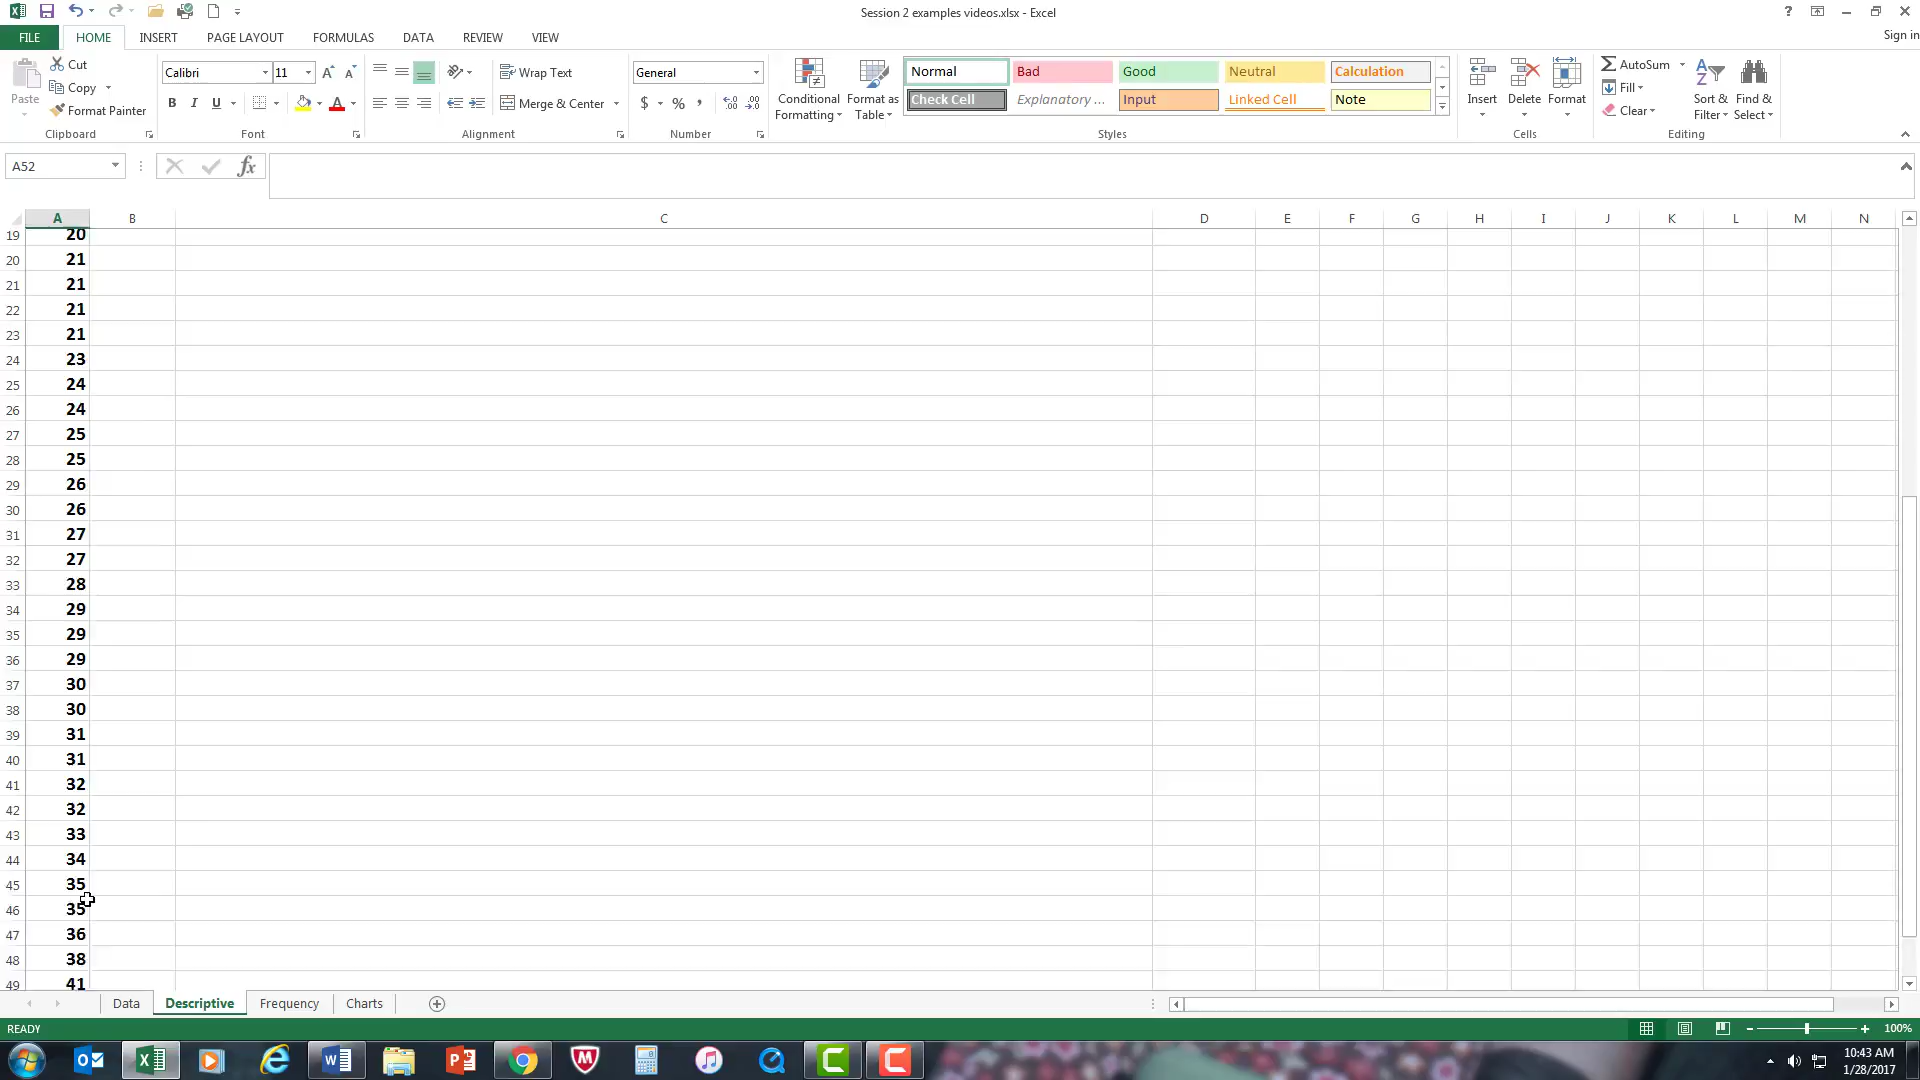 Session 2 examples videos.xlsx - Excel
?
FILE HOME INSERT PAGE LAYOUT FORMULAS DATA REVIEW VIEW Sign in
Paste Cut Copy Format Painter Clipboard
Calibri 11 B I U Font
Wrap Text Merge & Center Alignment
General $ % , Number
Conditional Formatting Format as Table
Normal Bad Good Neutral Calculation
Check Cell Explanatory ... Input Linked Cell Note
Styles
Insert Delete Format Cells
AutoSum Fill Clear Sort & Filter Find & Select Editing
A52 fx
A B C D E F G H I J K L M N
19 20
20 21
21 21
22 21
23 21
24 23
25 24
26 24
27 25
28 25
29 26
30 26
31 27
32 27
33 28
34 29
35 29
36 29
37 30
38 30
39 31
40 31
41 32
42 32
43 33
44 34
45 35
46 35
47 36
48 38
49 41
Data Descriptive Frequency Charts
READY 100%
10:43 AM
1/28/2017